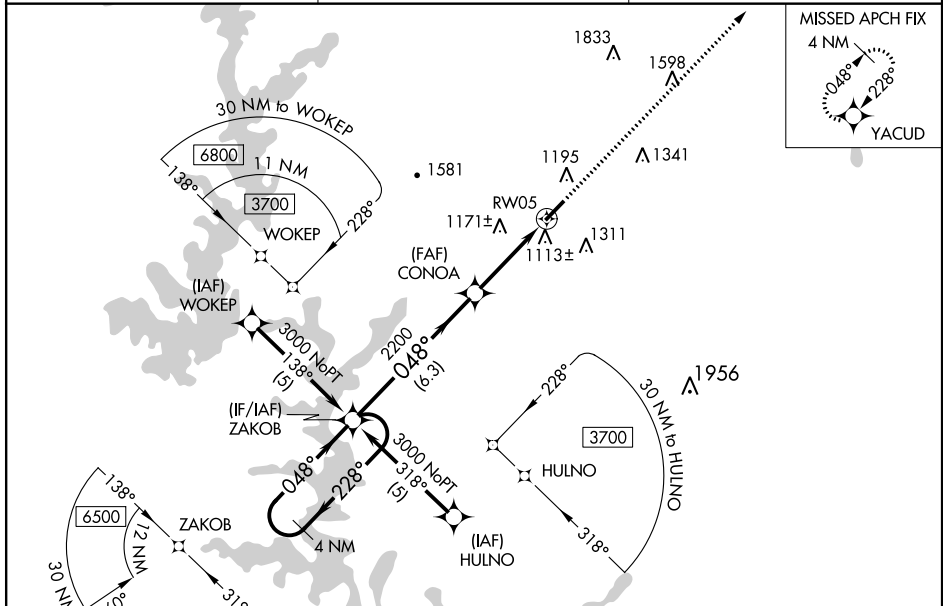 MISSED APCH FIX
4 NM
048°
228°
YACUD
1833
1598
30 NM to WOKEP
6800
138°
11 NM
3700
228°
WOKEP
1581
1195
1341
RW05
1171±
1113±
1311
(FAF)
CONOA
(IAF)
WOKEP
3000 NoPT
138°
(5)
2200
048°
(6.3)
1956
(IF/IAF)
ZAKOB
228°
30 NM to HULNO
3700
HULNO
318°
3000 NoPT
318°
(5)
048°
228°
4 NM
(IAF)
HULNO
138°
6500
12 NM
ZAKOB
30 NM